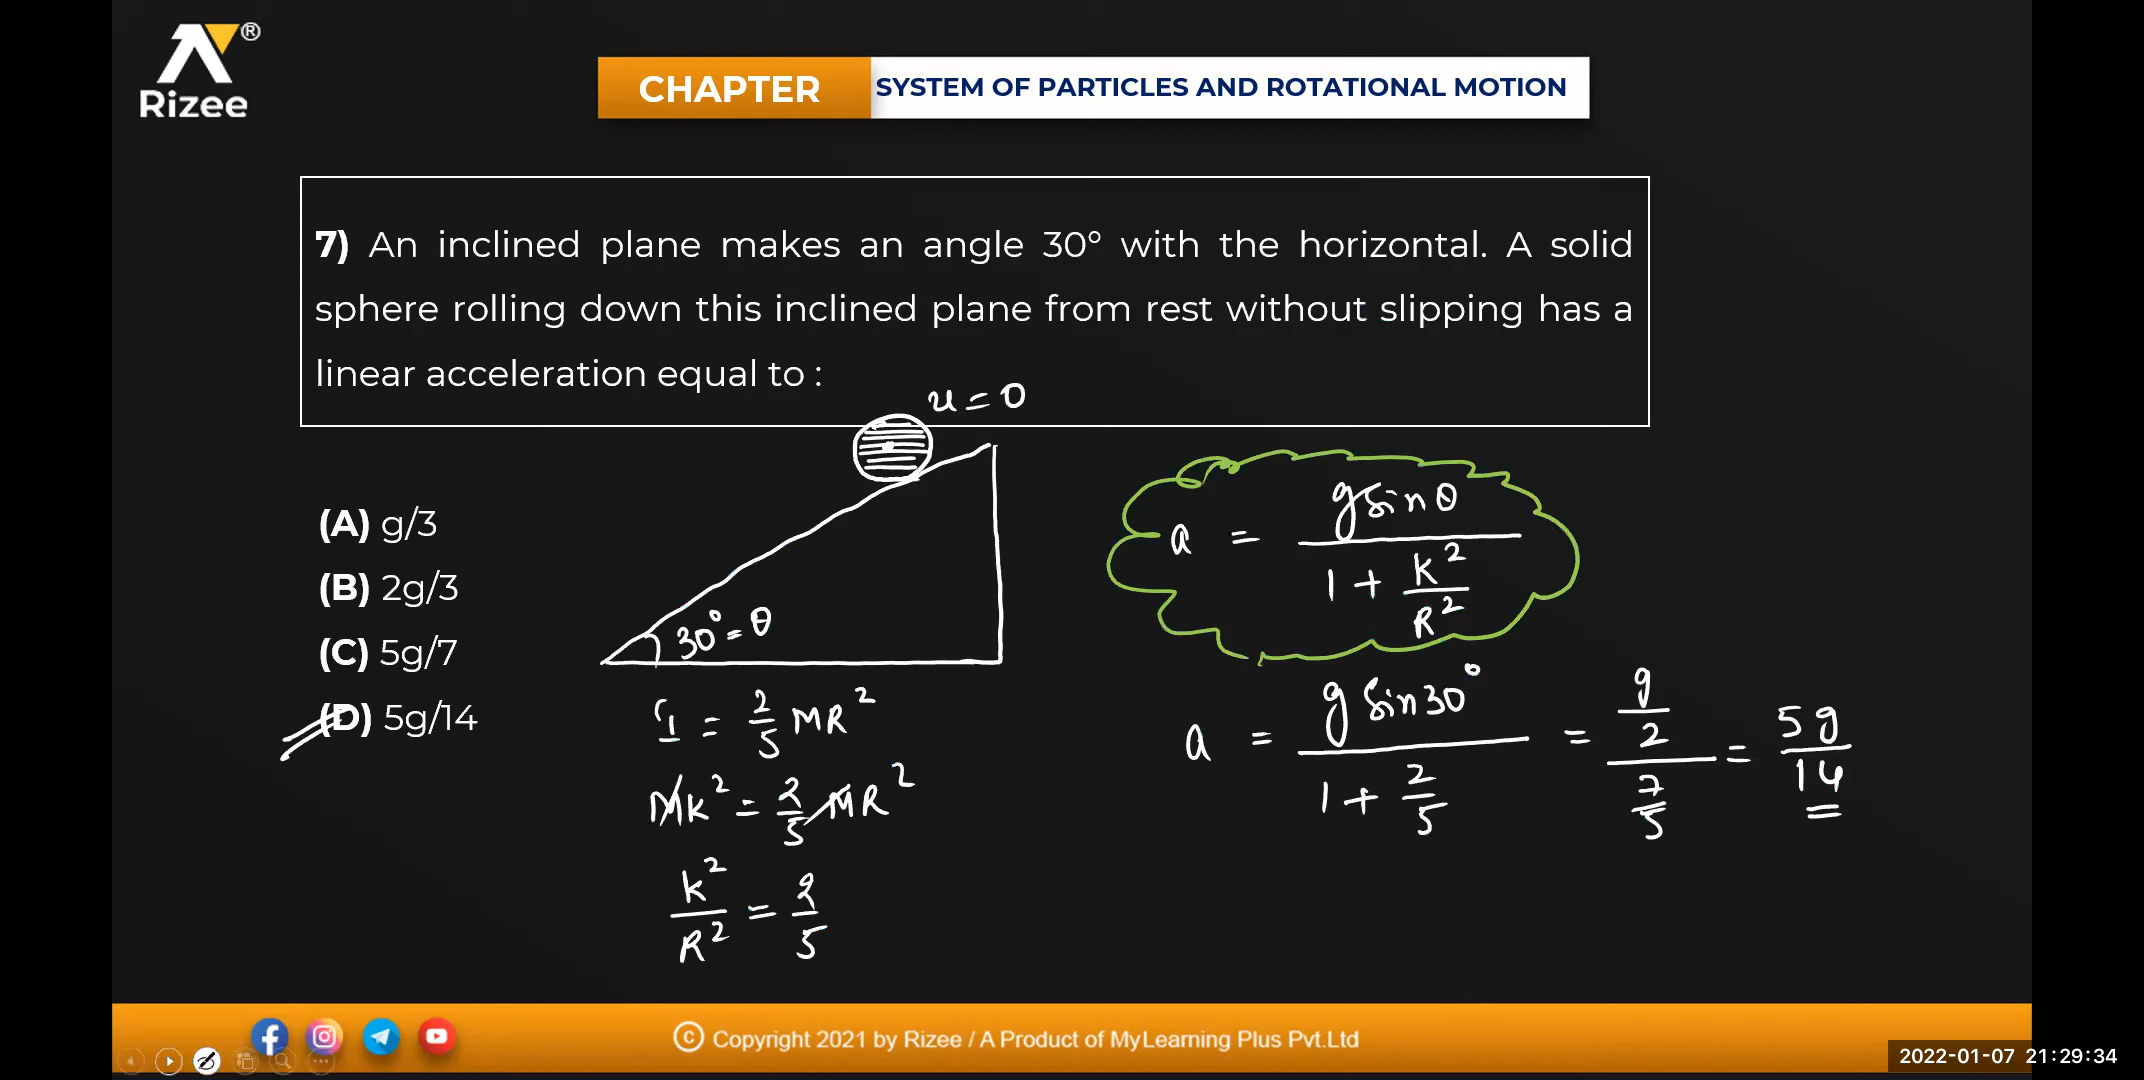 Rizee®
CHAPTER SYSTEM OF PARTICLES AND ROTATIONAL MOTION
7) An inclined plane makes an angle 30° with the horizontal. A solid
sphere rolling down this inclined plane from rest without slipping has a
linear acceleration equal to :
u = 0
(A) g/3
(B) 2g/3
(C) 5g/7
(D) 5g/14
30° = θ
I = 2/5 MR²
MK² = 2/5 MR²
K²/R² = 2/5
a = g sin θ / (1 + K²/R²)
a = g sin 30° / (1 + 2/5) = (g/2) / (7/5) = 5g/14
© Copyright 2021 by Rizee / A Product of MyLearning Plus Pvt.Ltd
2022-01-07 21:29:34